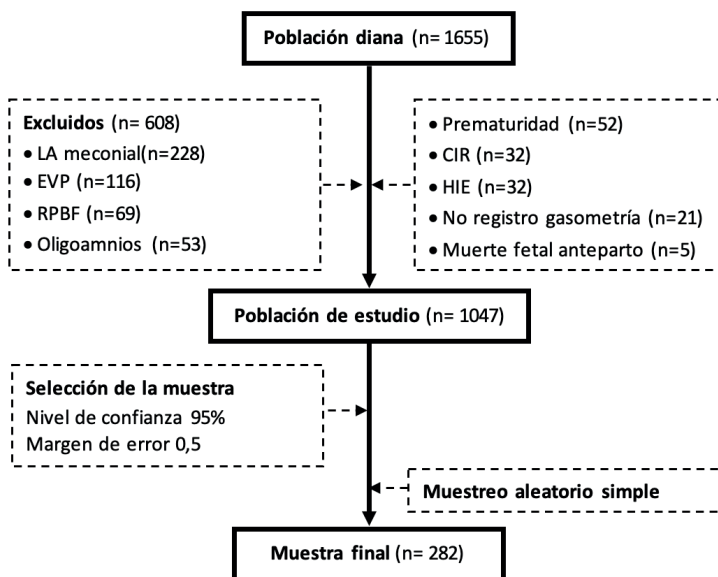 Población diana (n= 1655)
Excluidos (n= 608)
• LA meconial(n=228)
• EVP (n=116)
• RPBF (n=69)
• Oligoamnios (n=53)
• Prematuridad (n=52)
• CIR (n=32)
• HIE (n=32)
• No registro gasometría (n=21)
• Muerte fetal anteparto (n=5)
Población de estudio (n= 1047)
Selección de la muestra
Nivel de confianza 95%
Margen de error 0,5
Muestreo aleatorio simple
Muestra final (n= 282)